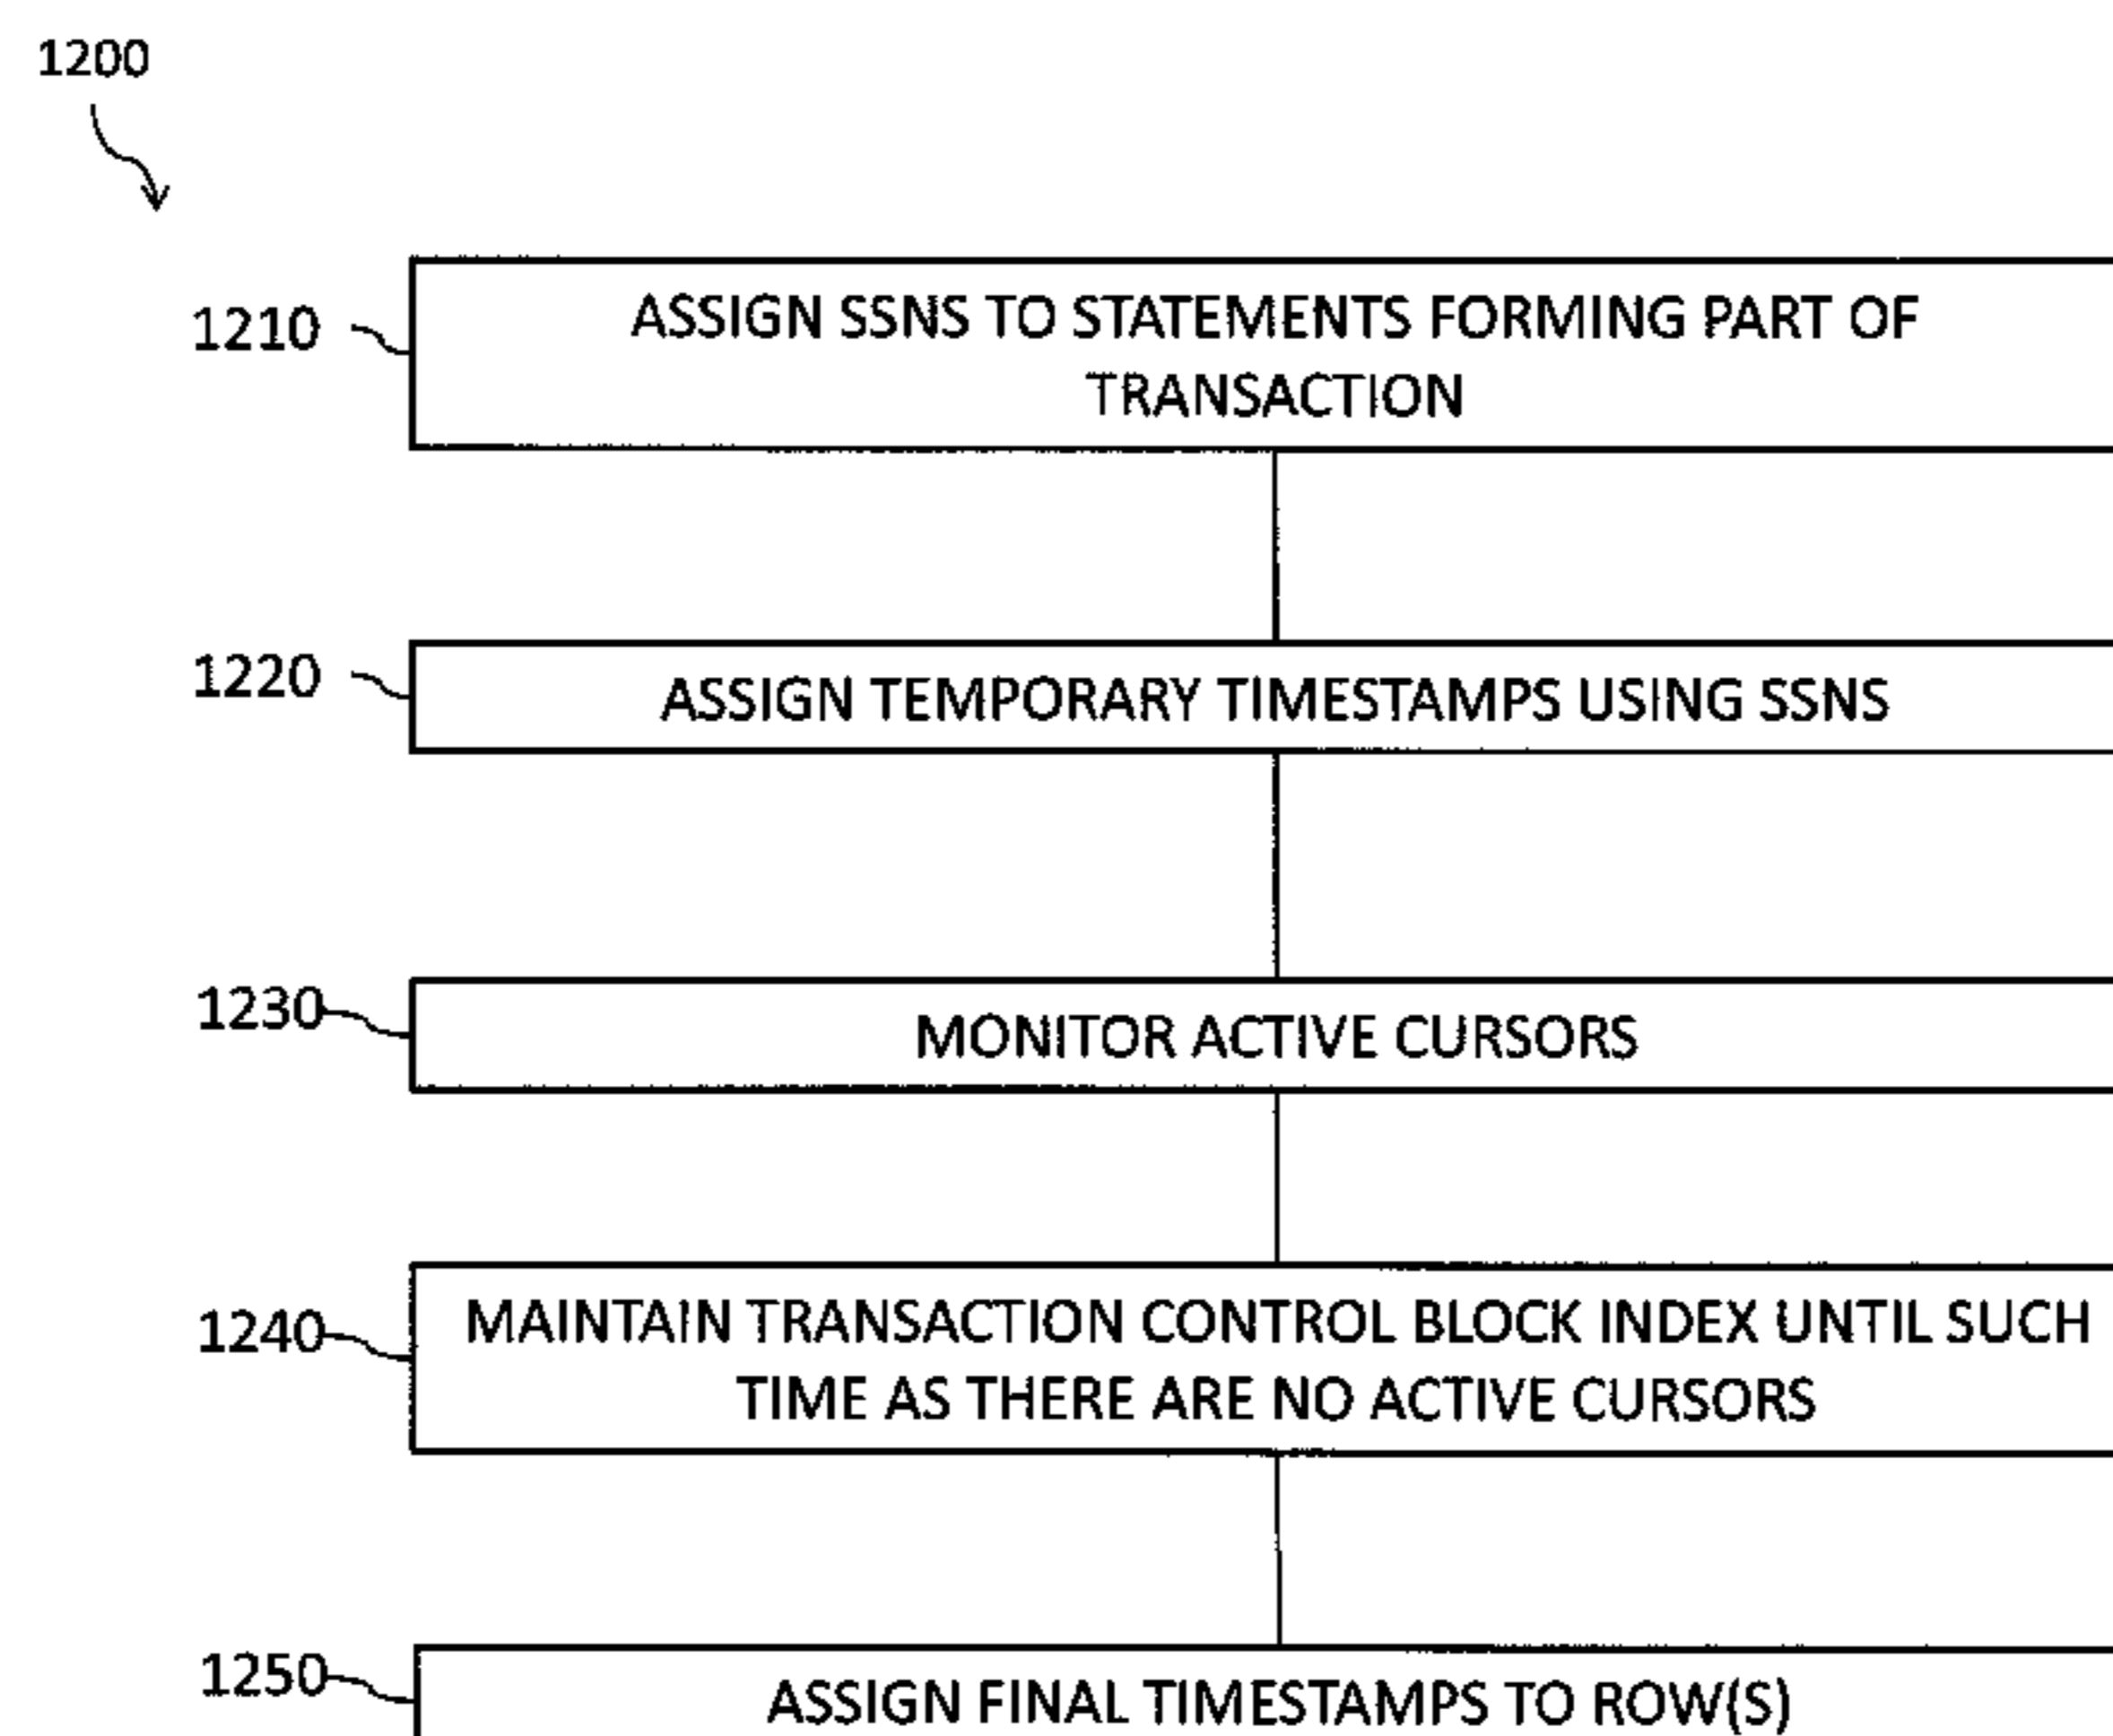 1200
1210
ASSIGN SSNS TO STATEMENTS FORMING PART OF
TRANSACTION
1220
ASSIGN TEMPORARY TIMESTAMPS USING SSNS
1230
MONITOR ACTIVE CURSORS
1240
MAINTAIN TRANSACTION CONTROL BLOCK INDEX UNTIL SUCH
TIME AS THERE ARE NO ACTIVE CURSORS
1250
ASSIGN FINAL TIMESTAMPS TO ROW(S)